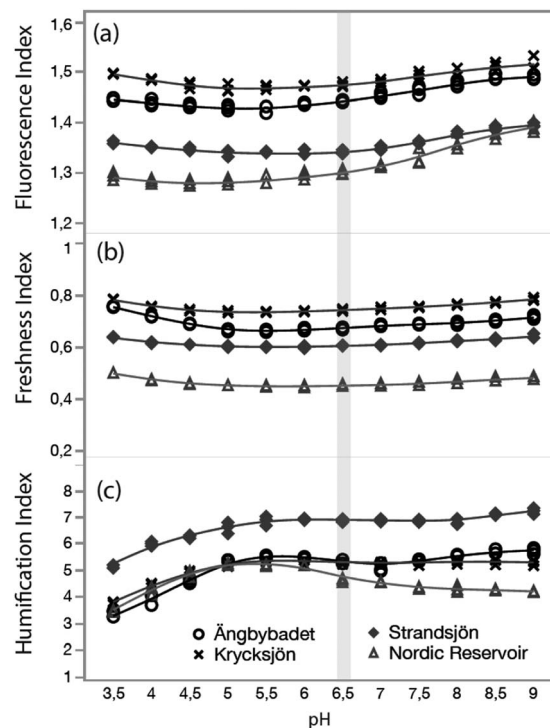 (a)
Fluorescence Index
1,6
1,5
1,4
1,3
1,2
(b)
Freshness Index
1
0,8
0,6
0,4
0,2
(c)
Humification Index
8
7
6
5
4
3
2
1
Ängbybadet
Strandsjön
Krycksjön
Nordic Reservoir
3,5 4 4,5 5 5,5 6 6,5 7 7,5 8 8,5 9
pH